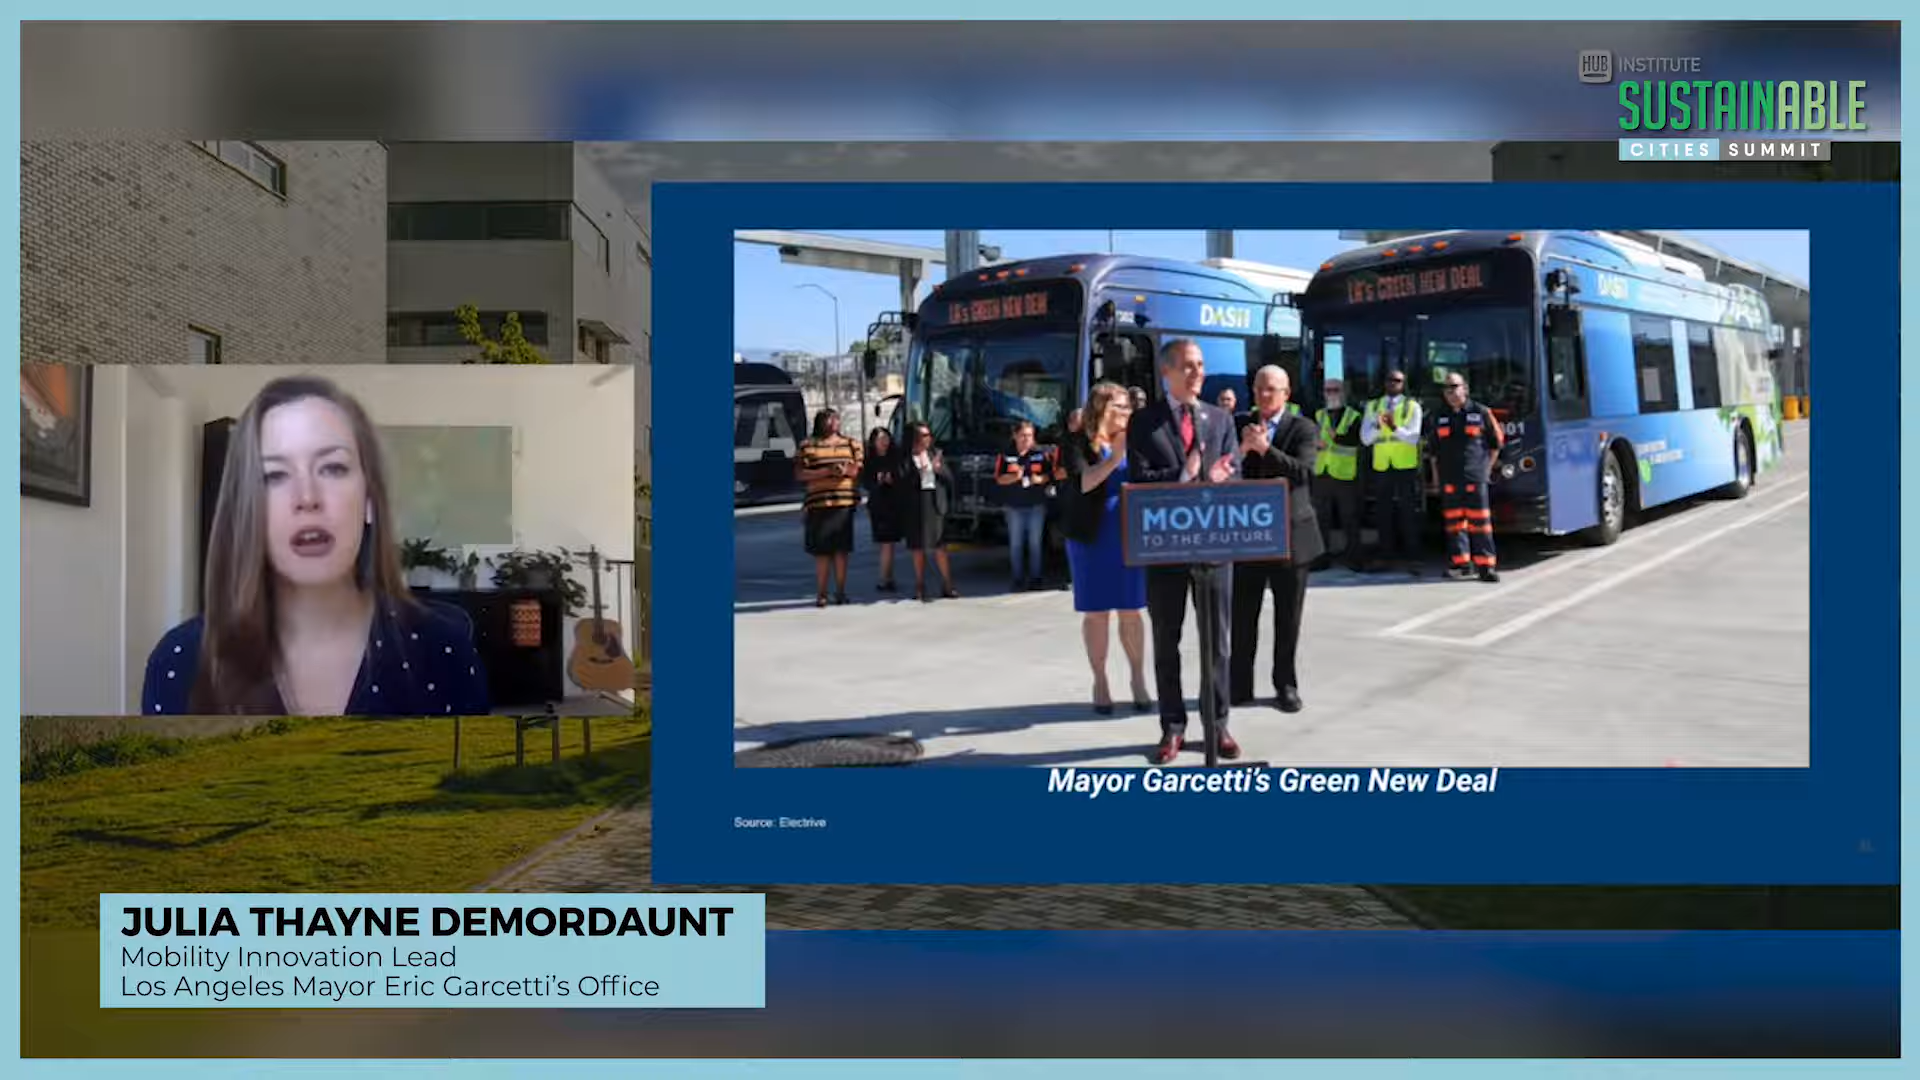 HUB INSTITUTE
SUSTAINABLE
CITIES SUMMIT
LA's GREEN NEW DEAL
LA's GREEN NEW DEAL
DASH
DASH
MOVING
TO THE FUTURE
Mayor Garcetti's Green New Deal
Source: Electrive
JULIA THAYNE DEMORDAUNT
Mobility Innovation Lead
Los Angeles Mayor Eric Garcetti's Office